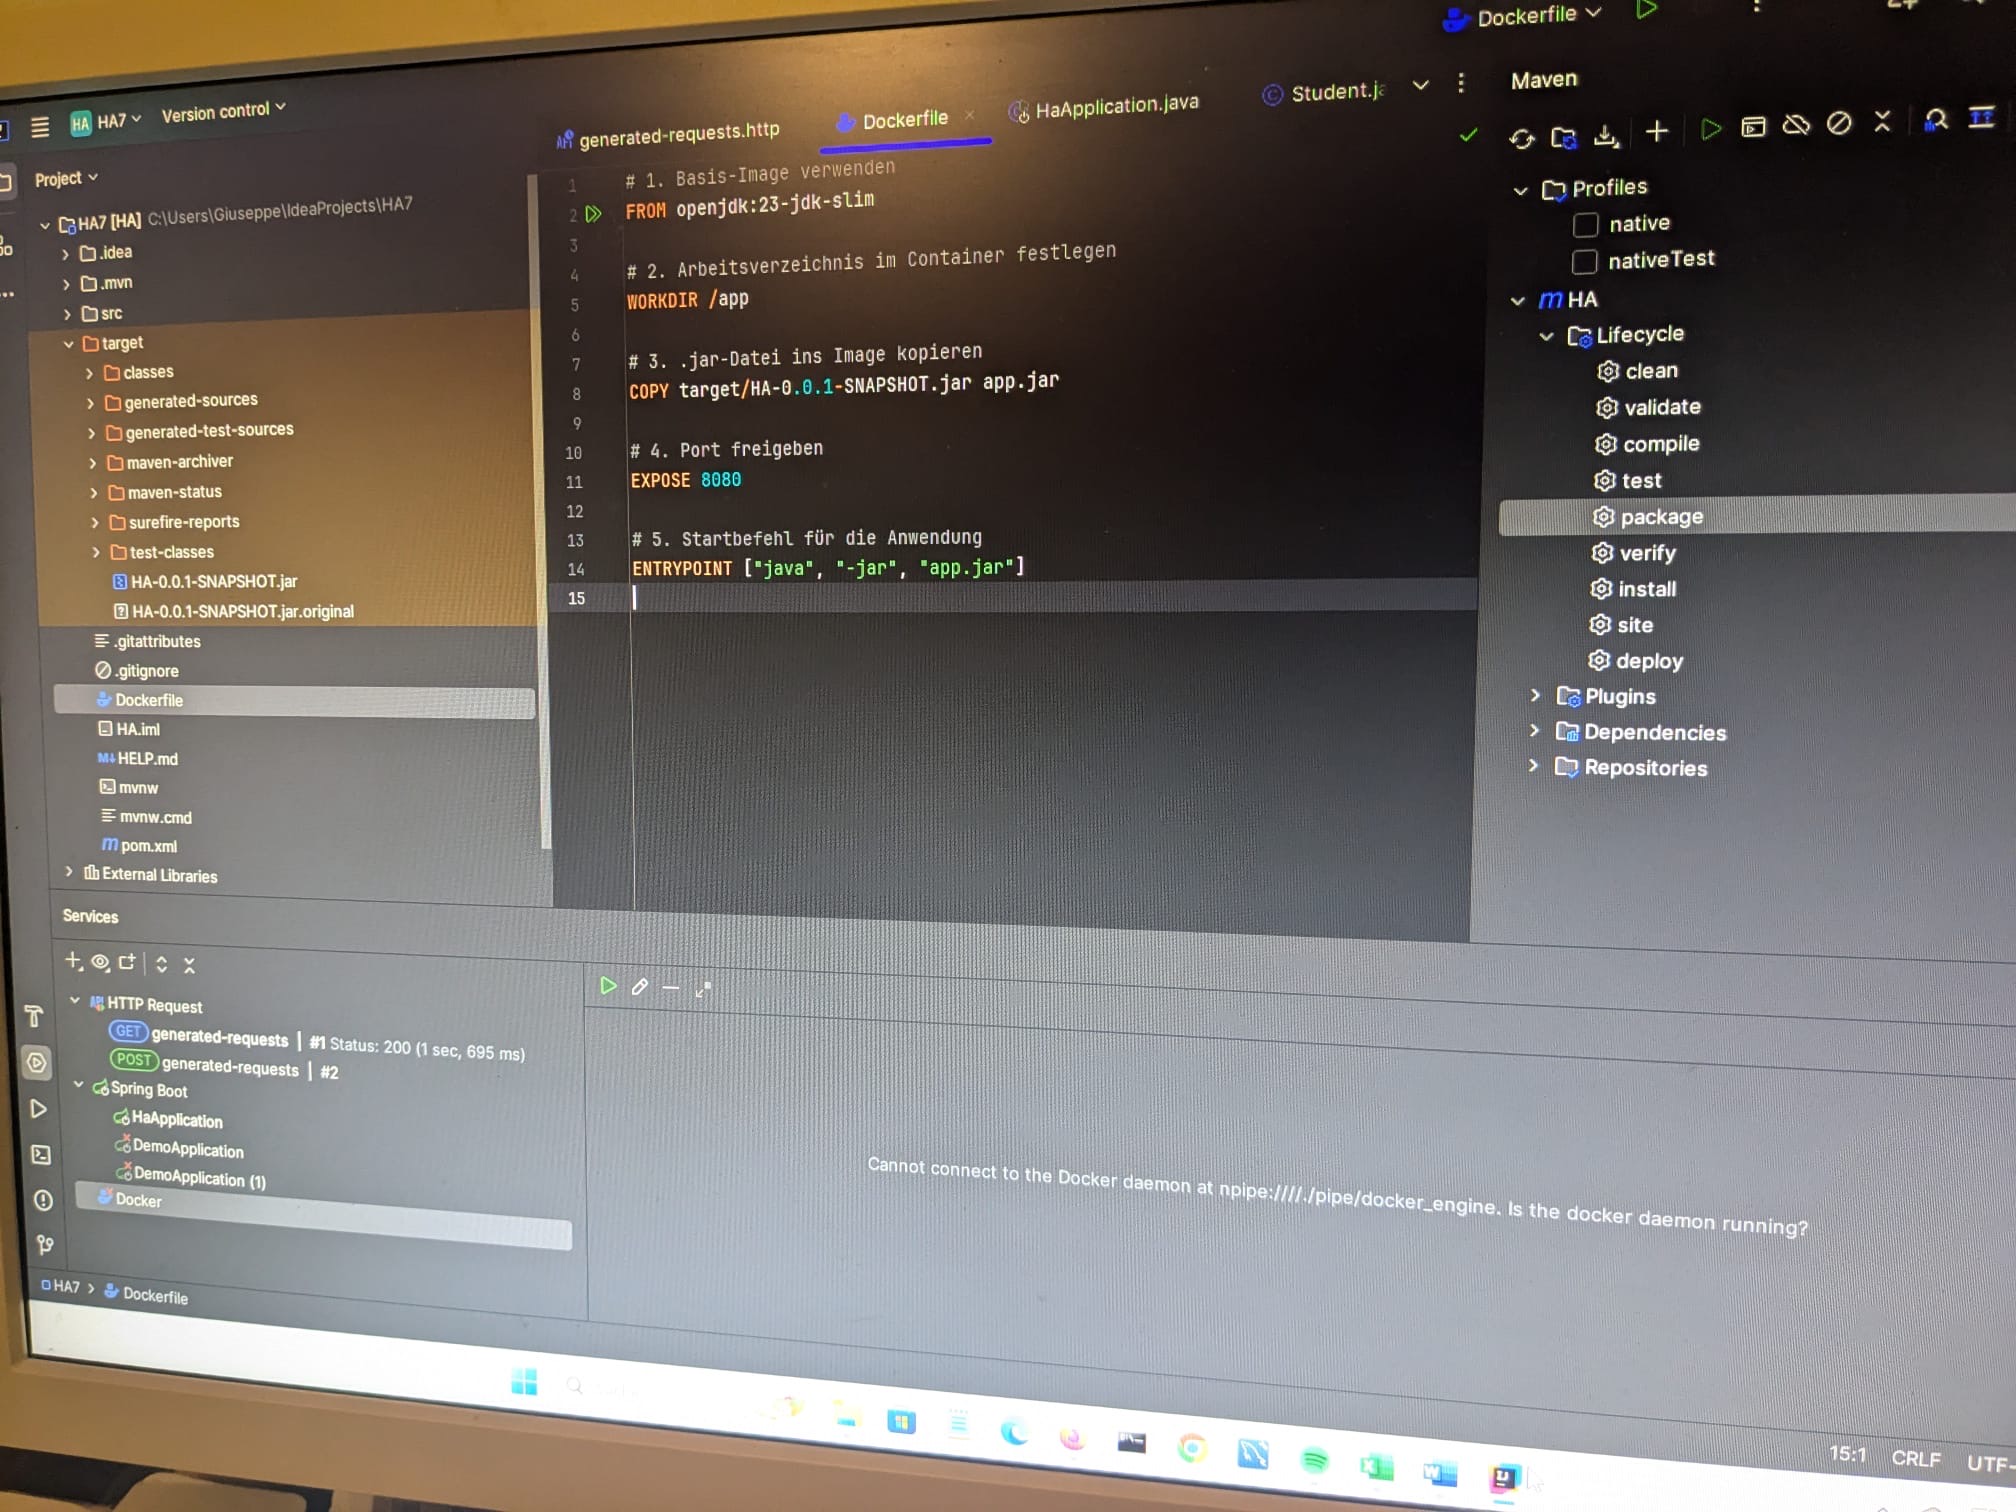 HA HA7
Version control
Dockerfile
generated-requests.http
Dockerfile
HaApplication.java
Student.j
Maven
Project
HA7 [HA] C:\Users\Giuseppe\IdeaProjects\HA7
.idea
.mvn
src
target
classes
generated-sources
generated-test-sources
maven-archiver
maven-status
surefire-reports
test-classes
HA-0.0.1-SNAPSHOT.jar
HA-0.0.1-SNAPSHOT.jar.original
.gitattributes
.gitignore
Dockerfile
HA.iml
HELP.md
mvnw
mvnw.cmd
pom.xml
External Libraries
1 # 1. Basis-Image verwenden
2 FROM openjdk:23-jdk-slim
3
4 # 2. Arbeitsverzeichnis im Container festlegen
5 WORKDIR /app
6
7 # 3. .jar-Datei ins Image kopieren
8 COPY target/HA-0.0.1-SNAPSHOT.jar app.jar
9
10 # 4. Port freigeben
11 EXPOSE 8080
12
13 # 5. Startbefehl für die Anwendung
14 ENTRYPOINT ["java", "-jar", "app.jar"]
15
Profiles
native
nativeTest
m HA
Lifecycle
clean
validate
compile
test
package
verify
install
site
deploy
Plugins
Dependencies
Repositories
Services
API HTTP Request
GET generated-requests | #1 Status: 200 (1 sec, 695 ms)
POST generated-requests | #2
Spring Boot
HaApplication
DemoApplication
DemoApplication (1)
Docker
Cannot connect to the Docker daemon at npipe:////./pipe/docker_engine. Is the docker daemon running?
HA7 > Dockerfile
15:1 CRLF UTF-